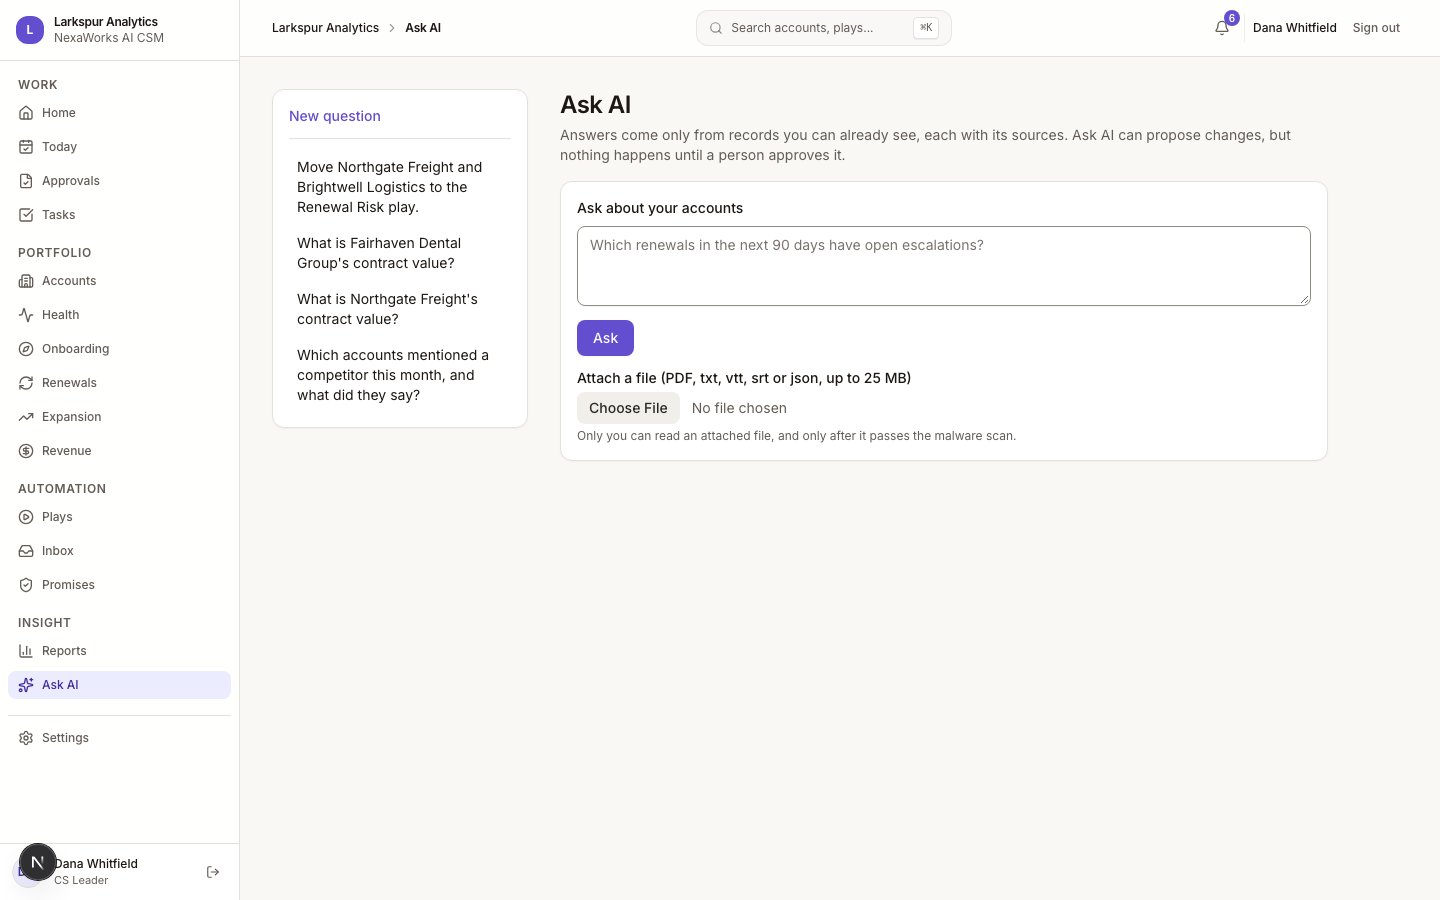 L
Larkspur Analytics
NexaWorks AI CSM
WORK
Home
Today
Approvals
Tasks
PORTFOLIO
Accounts
Health
Onboarding
Renewals
Expansion
Revenue
AUTOMATION
Plays
Inbox
Promises
INSIGHT
Reports
Ask AI
Settings
N
Dana Whitfield
CS Leader
Larkspur Analytics > Ask AI
Search accounts, plays... ⌘K
6
Dana Whitfield
Sign out
New question
Move Northgate Freight and
Brightwell Logistics to the
Renewal Risk play.
What is Fairhaven Dental
Group's contract value?
What is Northgate Freight's
contract value?
Which accounts mentioned a
competitor this month, and
what did they say?
Ask AI
Answers come only from records you can already see, each with its sources. Ask AI can propose changes, but
nothing happens until a person approves it.
Ask about your accounts
Which renewals in the next 90 days have open escalations?
Ask
Attach a file (PDF, txt, vtt, srt or json, up to 25 MB)
Choose File No file chosen
Only you can read an attached file, and only after it passes the malware scan.